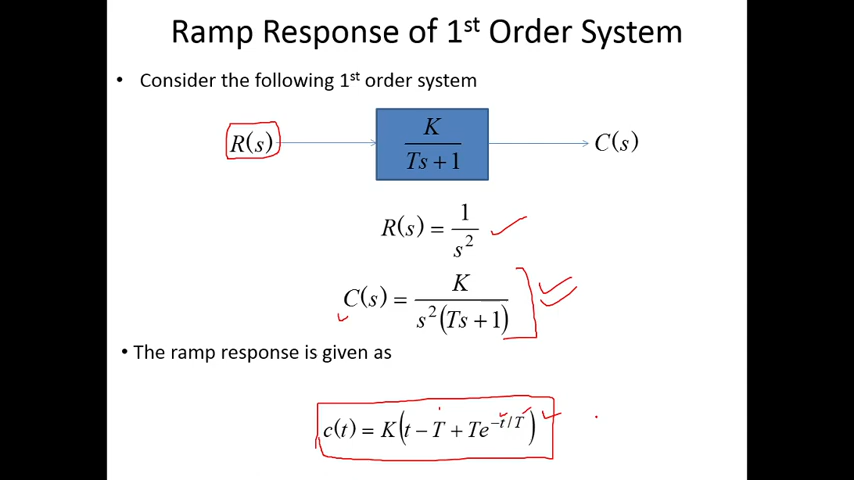 Ramp Response of 1st Order System
• Consider the following 1st order system
R(s)
K
Ts + 1
C(s)
R(s) = 1/s²
C(s) = K/(s²(Ts + 1))
• The ramp response is given as
c(t) = K(t − T + Te^(−t/T))